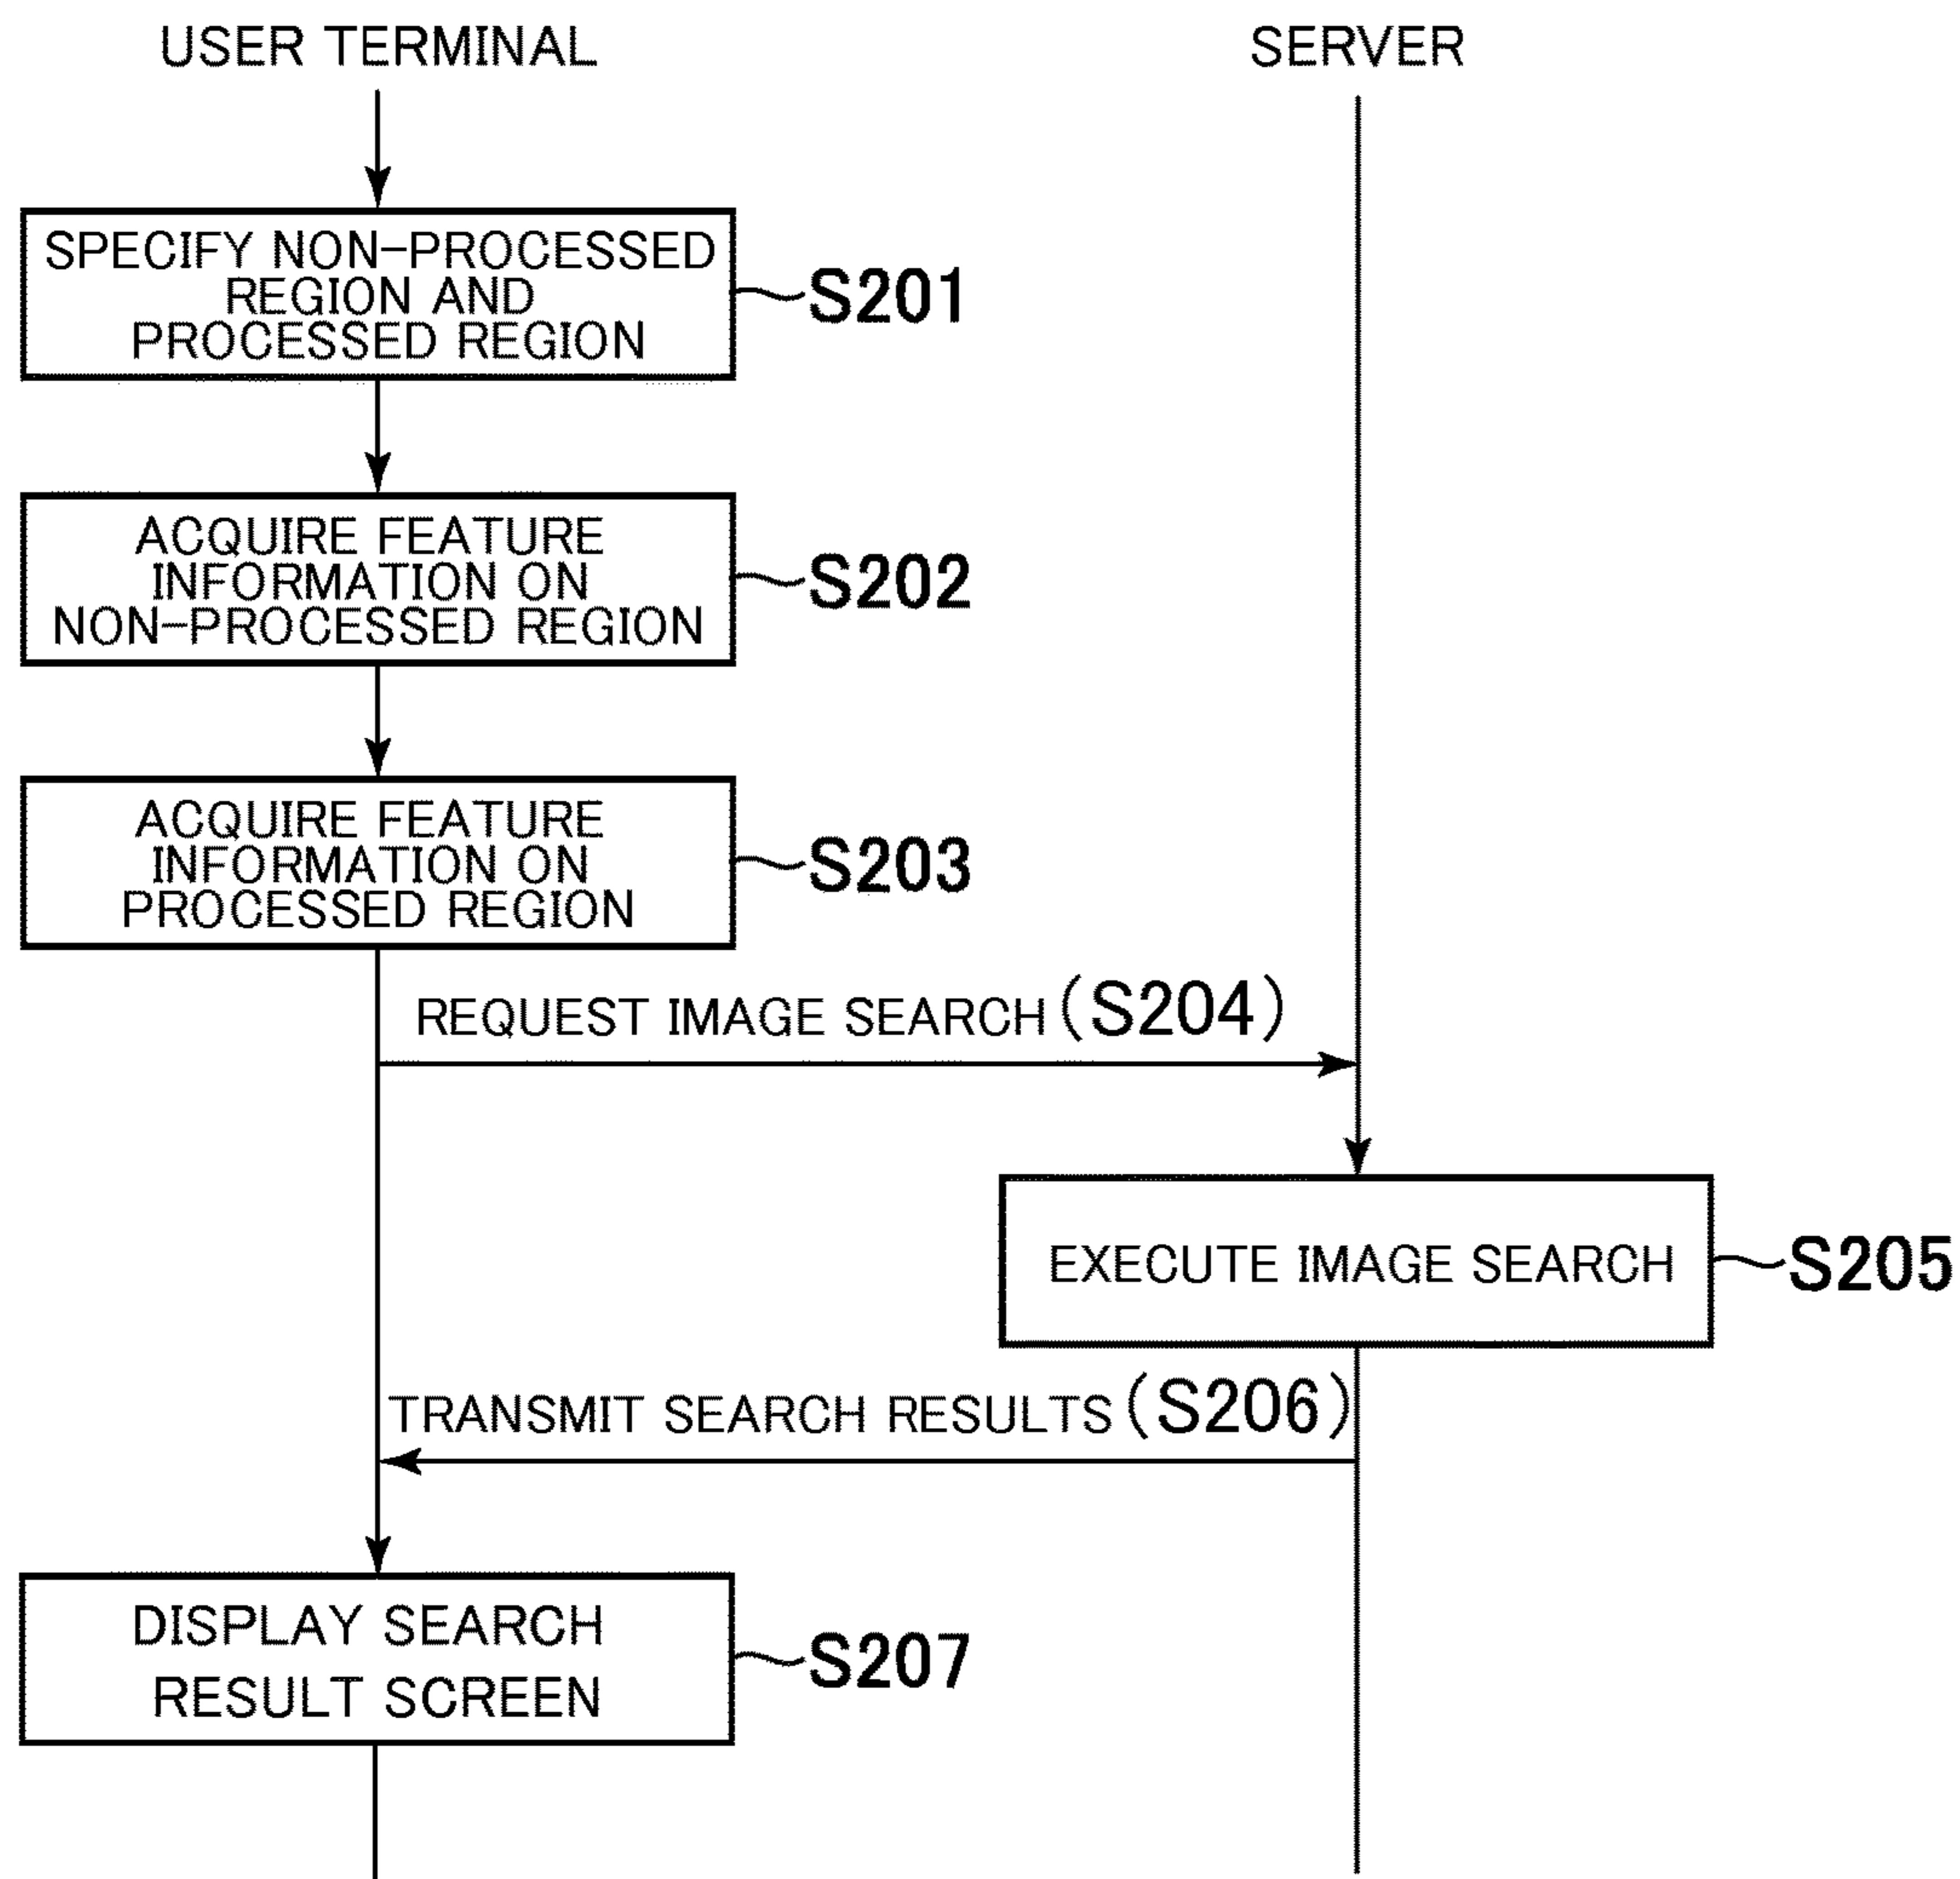 USER TERMINAL
SERVER
SPECIFY NON-PROCESSED
REGION AND
PROCESSED REGION
S201
ACQUIRE FEATURE
INFORMATION ON
NON-PROCESSED REGION
S202
ACQUIRE FEATURE
INFORMATION ON
PROCESSED REGION
S203
REQUEST IMAGE SEARCH (S204)
EXECUTE IMAGE SEARCH
S205
TRANSMIT SEARCH RESULTS (S206)
DISPLAY SEARCH
RESULT SCREEN
S207